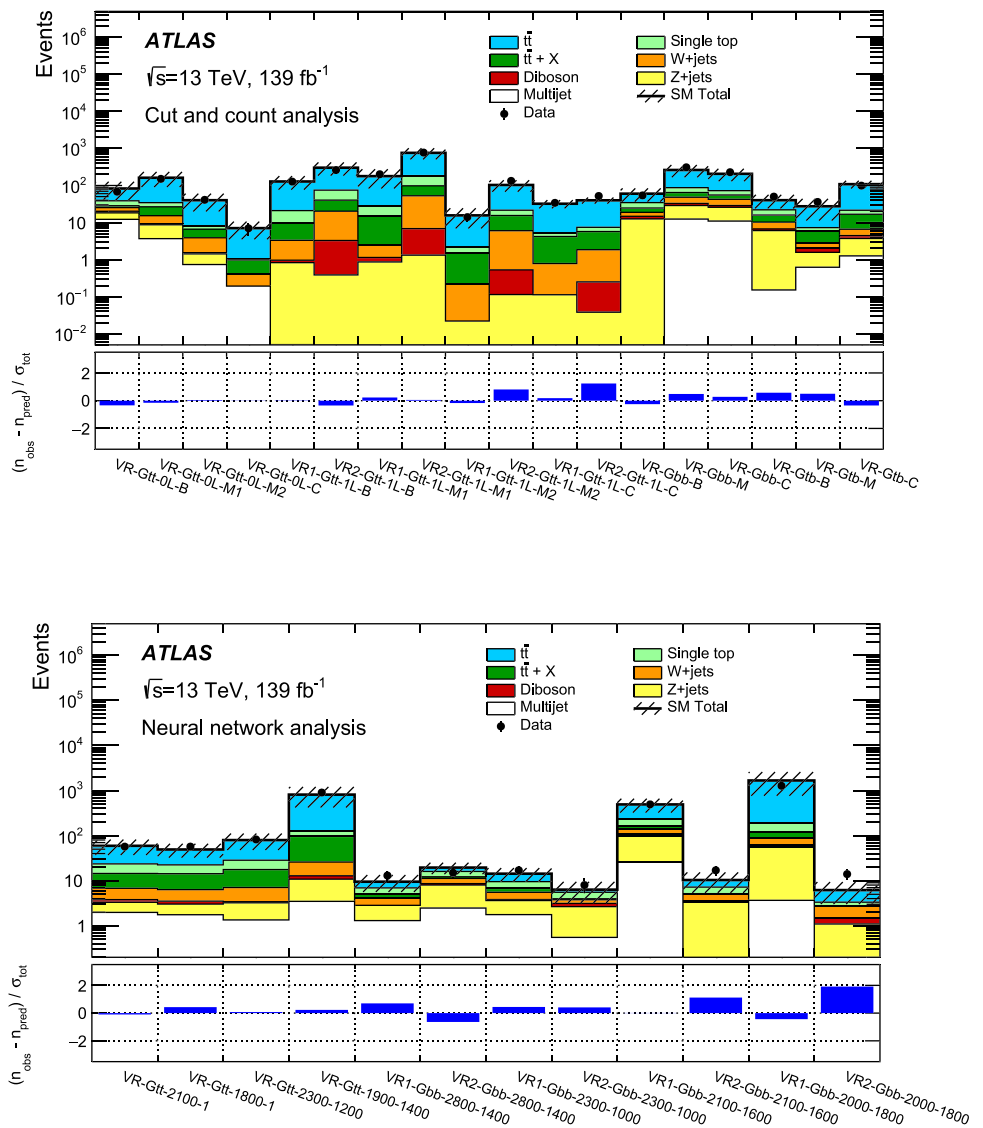 Events
10⁶
10⁵
10⁴
10³
10²
10
1
10⁻¹
10⁻²
ATLAS
√s=13 TeV, 139 fb⁻¹
Cut and count analysis
tt̄ Single top
tt̄ + X W+jets
Diboson Z+jets
Multijet SM Total
Data
(n_obs - n_pred) / σ_tot
2
0
−2
VR-Gtt-0L-B
VR-Gtt-0L-M1
VR-Gtt-0L-M2
VR-Gtt-0L-C
VR1-Gtt-1L-B
VR2-Gtt-1L-B
VR1-Gtt-1L-M1
VR2-Gtt-1L-M1
VR1-Gtt-1L-M2
VR2-Gtt-1L-M2
VR1-Gtt-1L-C
VR2-Gtt-1L-C
VR-Gbb-B
VR-Gbb-M
VR-Gbb-C
VR-Gtb-B
VR-Gtb-M
VR-Gtb-C
Events
10⁶
10⁵
10⁴
10³
10²
10
1
ATLAS
√s=13 TeV, 139 fb⁻¹
Neural network analysis
tt̄ Single top
tt̄ + X W+jets
Diboson Z+jets
Multijet SM Total
Data
(n_obs - n_pred) / σ_tot
2
0
−2
VR-Gtt-2100-1
VR-Gtt-1800-1
VR-Gtt-2300-1200
VR-Gtt-1900-1400
VR1-Gbb-2800-1400
VR2-Gbb-2800-1400
VR1-Gbb-2300-1000
VR2-Gbb-2300-1000
VR1-Gbb-2100-1600
VR2-Gbb-2100-1600
VR1-Gbb-2000-1800
VR2-Gbb-2000-1800